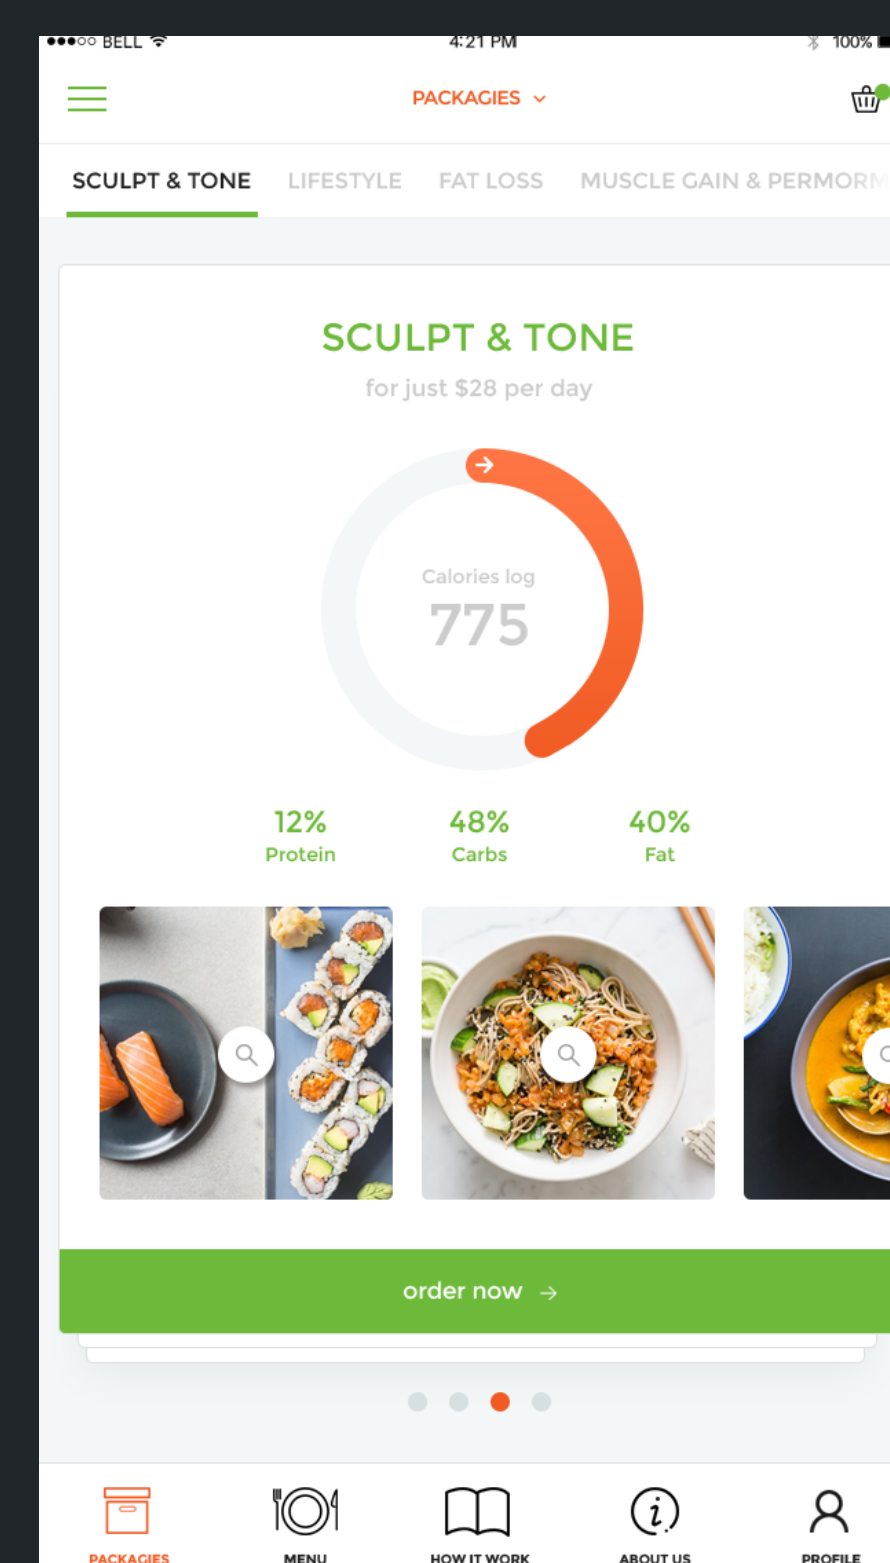 BELL 4:21 PM 100%
PACKAGIES
SCULPT & TONE LIFESTYLE FAT LOSS MUSCLE GAIN & PERMORM
SCULPT & TONE
for just $28 per day
Calories log
775
12% 48% 40%
Protein Carbs Fat
order now →
PACKAGIES MENU HOW IT WORK ABOUT US PROFILE